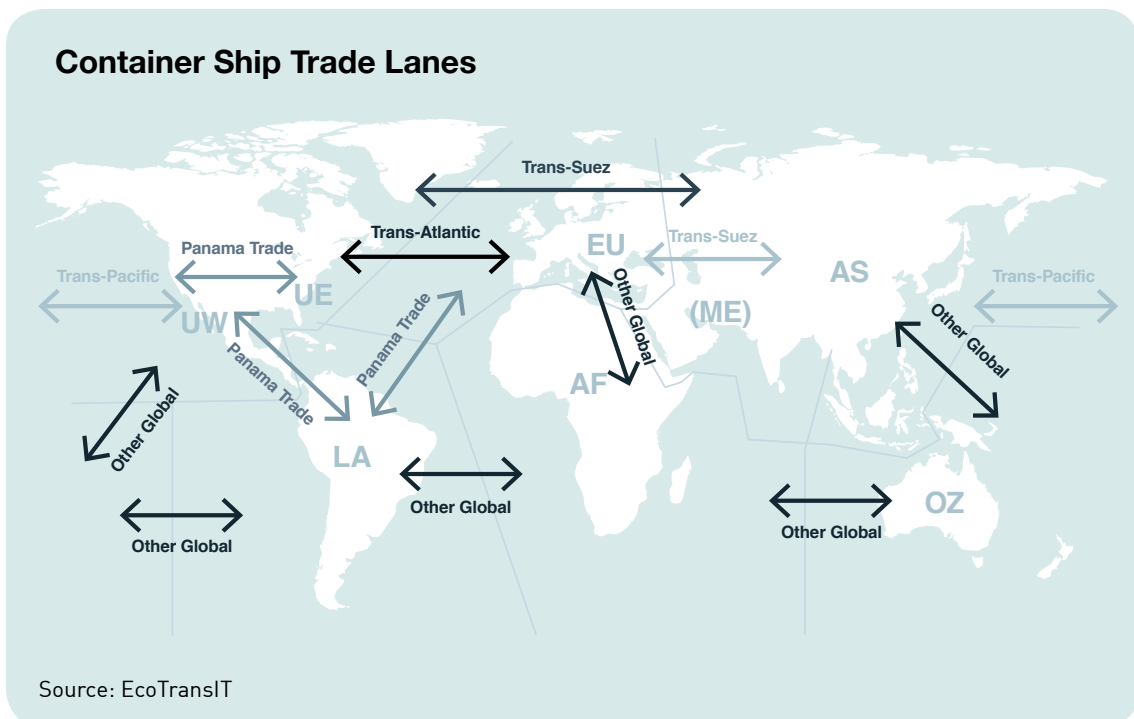 Container Ship Trade Lanes
Trans-Suez
Trans-Atlantic
Panama Trade
EU
Trans-Suez
Trans-Pacific
UE
UW
AS
(ME)
Trans-Pacific
Other Global
Other Global
Panama Trade
Panama Trade
AF
Other Global
LA
Other Global
OZ
Other Global
Other Global
Source: EcoTransIT